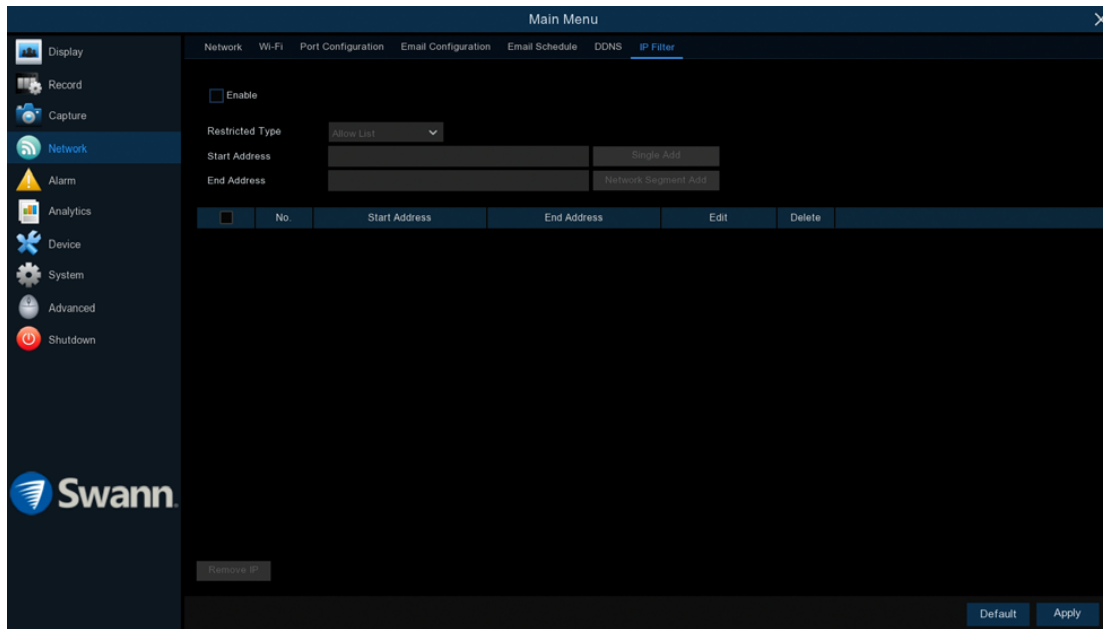 Main Menu
Display
Record
Capture
Network
Alarm
Analytics
Device
System
Advanced
Shutdown
Swann
Network Wi-Fi Port Configuration Email Configuration Email Schedule DDNS IP Filter
Enable
Restricted Type Allow List
Start Address Single Add
End Address Network Segment Add
No. Start Address End Address Edit Delete
Remove IP
Default Apply